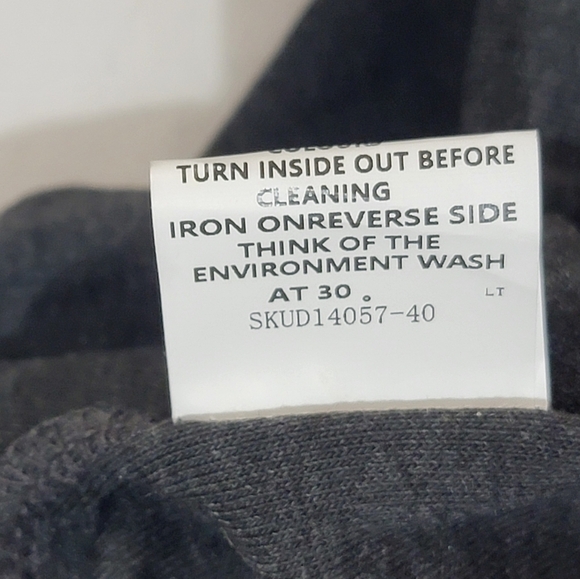 TURN INSIDE OUT BEFORE
CLEANING
IRON ONREVERSE SIDE
THINK OF THE
ENVIRONMENT WASH
AT 30 。
LT
SKUD14057-40